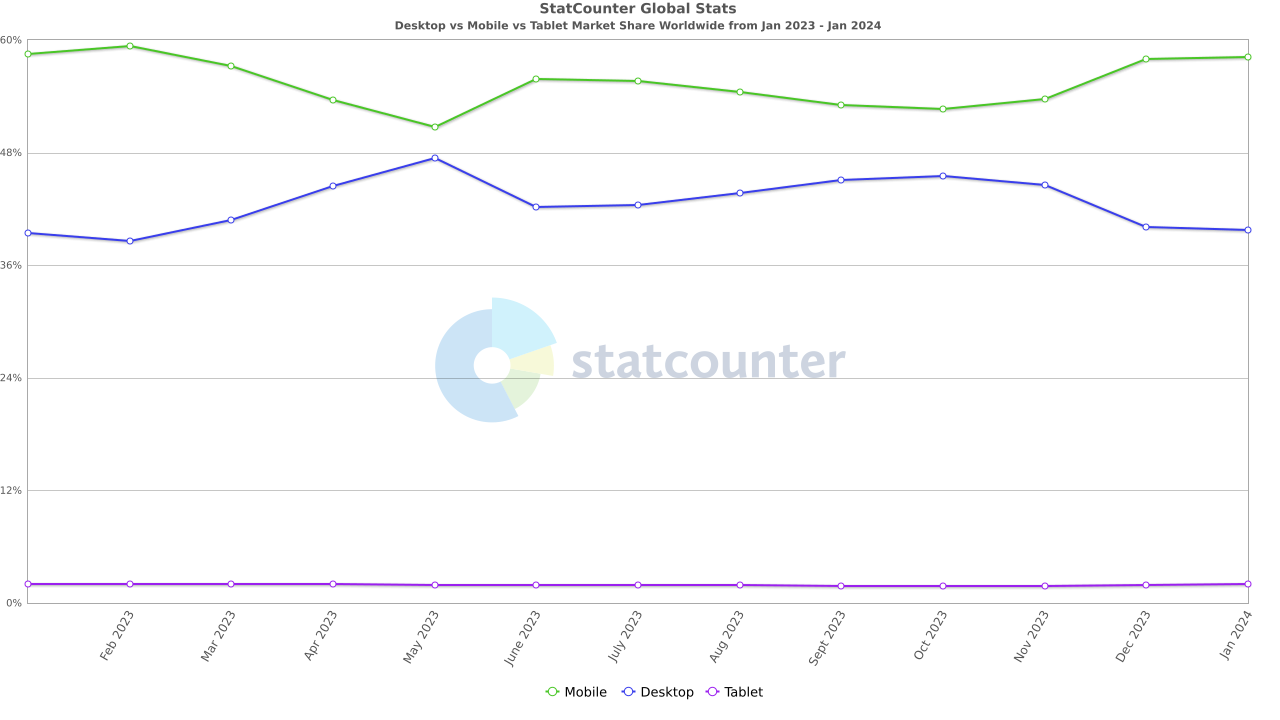 StatCounter Global Stats
Desktop vs Mobile vs Tablet Market Share Worldwide from Jan 2023 - Jan 2024
60%
48%
36%
statcounter
24%
12%
0%
Feb 2023 Mar 2023 Apr 2023 May 2023 June 2023 July 2023 Aug 2023 Sept 2023 Oct 2023 Nov 2023 Dec 2023 Jan 2024
Mobile Desktop Tablet